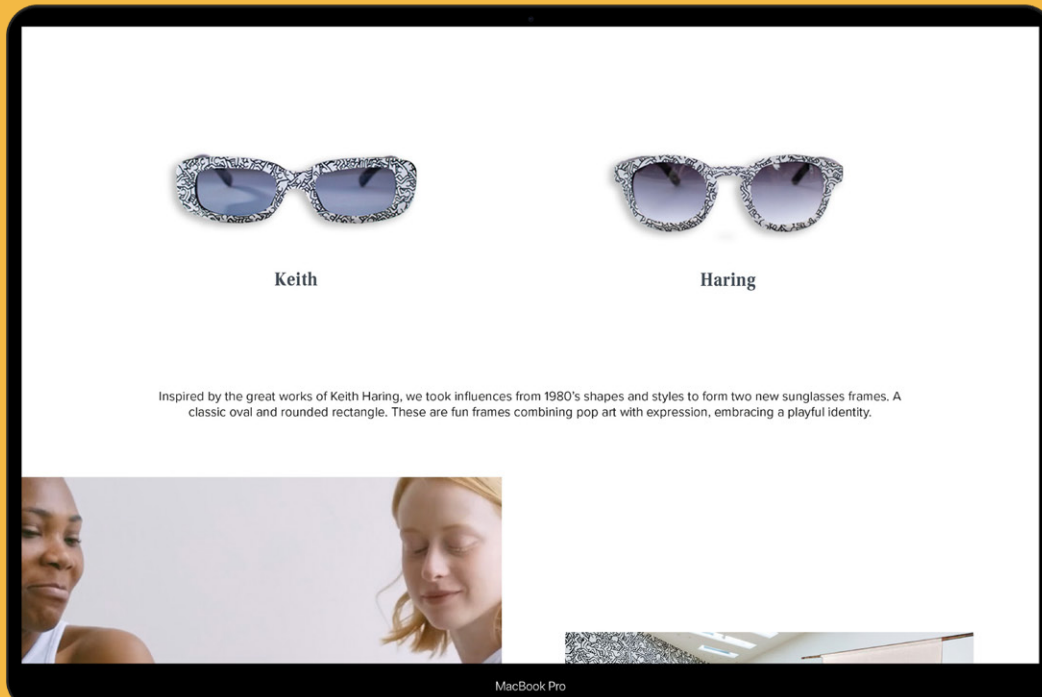 Keith
Haring
Inspired by the great works of Keith Haring, we took influences from 1980's shapes and styles to form two new sunglasses frames. A
classic oval and rounded rectangle. These are fun frames combining pop art with expression, embracing a playful identity.
MacBook Pro